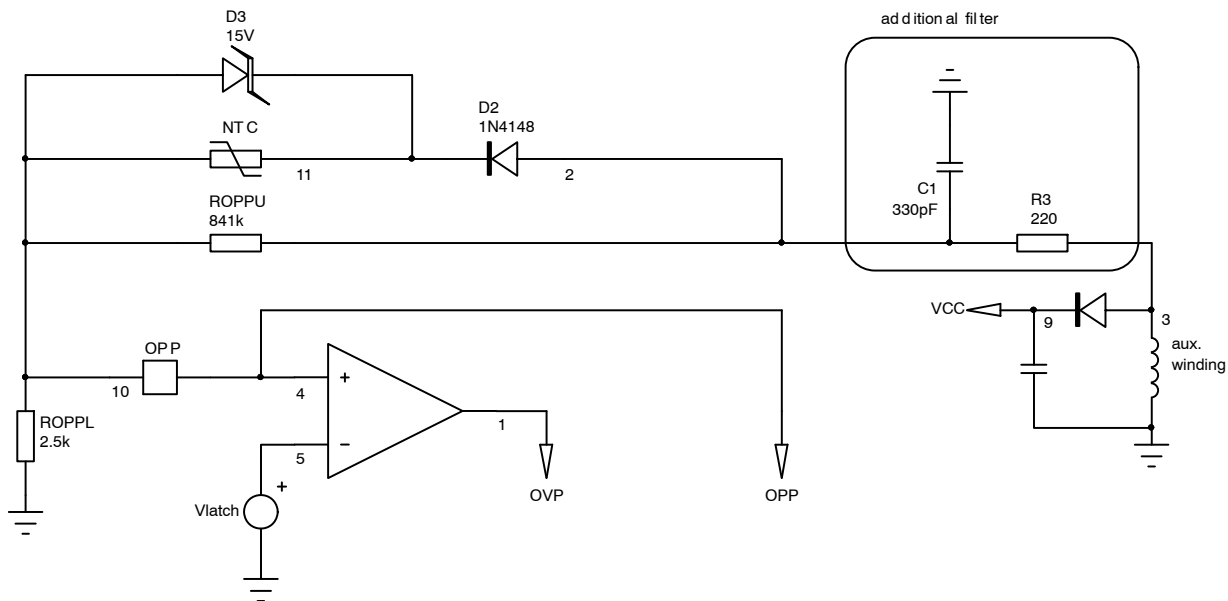 D3
15V
additional filter
D2
1N4148
NTC
11
2
C1
330pF
R3
220
ROPPU
841k
VCC
9
3
aux.
winding
OPP
10
+
4
1
ROPPL
2.5k
5
−
+
Vlatch
OVP
OPP